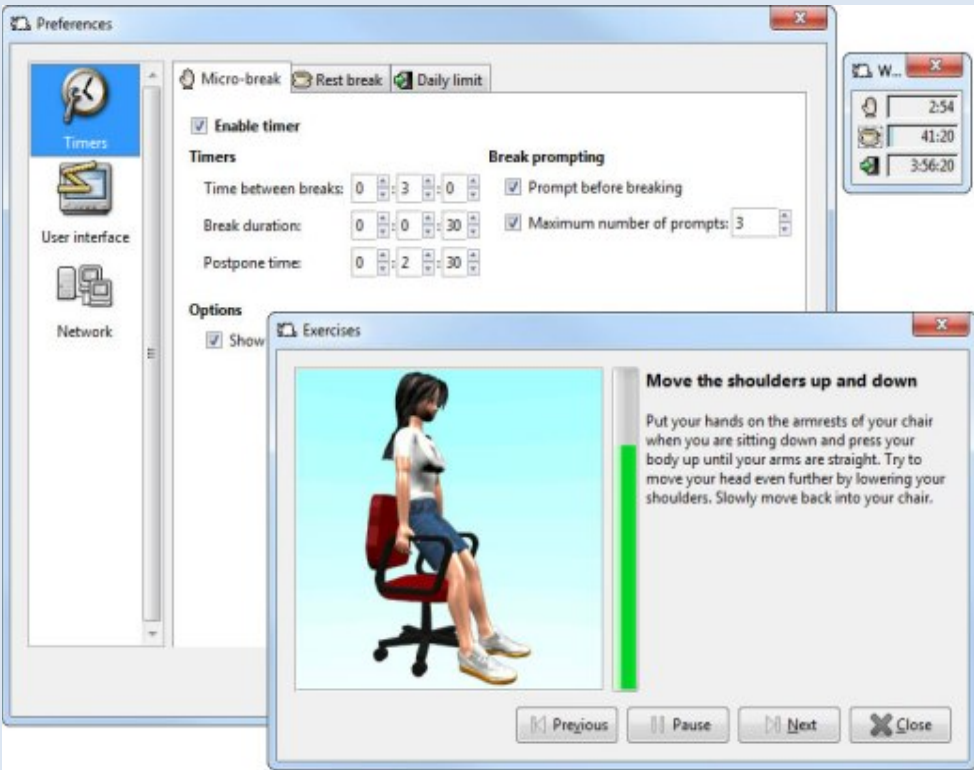 Preferences
Timers
User interface
Network
Micro-break Rest break Daily limit
Enable timer
Timers
Time between breaks: 0 : 3 : 0
Break duration: 0 : 0 : 30
Postpone time: 0 : 2 : 30
Break prompting
Prompt before breaking
Maximum number of prompts: 3
Options
Show
W...
2:54
41:20
3:56:20
Exercises
Move the shoulders up and down
Put your hands on the armrests of your chair
when you are sitting down and press your
body up until your arms are straight. Try to
move your head even further by lowering your
shoulders. Slowly move back into your chair.
Previous Pause Next Close